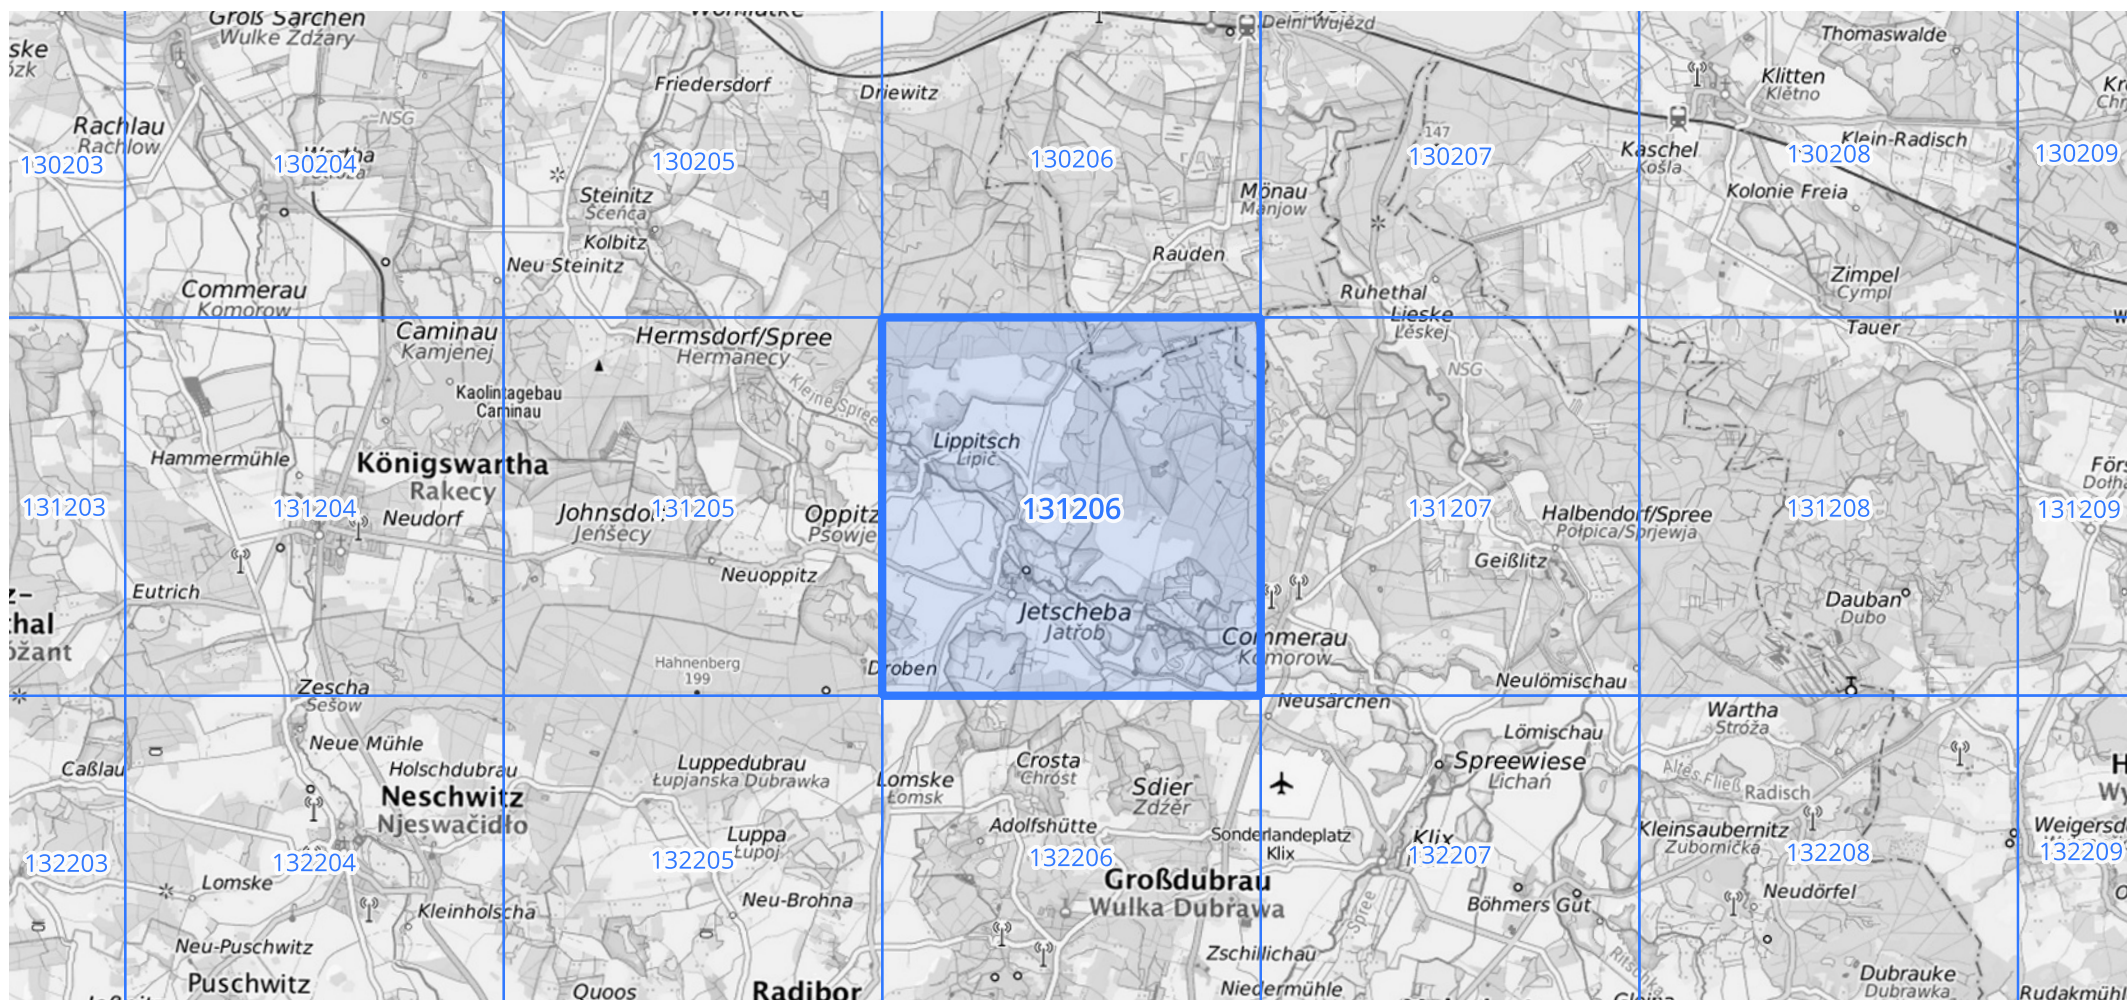 Groß Särchen
Wulke Zdźary
Delni Wujězd
Thomaswalde
Friedersdorf
Driewitz
Klitten
Klětno
NSG
Rachlau
Rachlow
147
Klein-Radisch
Kaschel
Košla
130203
130204
130205
130206
130207
130208
130209
Steinitz
Šćeńca
Mönau
Manjow
Kolonie Freia
Kolbitz
Neu Steinitz
Rauden
Zimpel
Cympl
Commerau
Komorow
Ruhethal
Lieske
Lěskej
Tauer
Caminau
Kamjenej
Hermsdorf/Spree
Hermanecy
Kleine Spree
NSG
Kaolintagebau
Caminau
Lippitsch
Lipič
Hammermühle
Königswartha
Rakecy
131203
131204
131205
131206
131207
131208
131209
Neudorf
Jeńšecy
Oppitz
Psowje
Halbendorf/Spree
Połpica/Sprjewja
Neuoppitz
Geißlitz
Eutrich
Jetscheba
Jatřob
Dauban
Dubo
Commerau
Komorow
Hahnenberg
199
Droben
Zescha
Šešow
Neulömischau
Neusärchen
Wartha
Stróža
Neue Mühle
Lömischau
Caßlau
Holschdubrau
Luppedubrau
Łupjanska Dubrawka
Crosta
Chróst
Spreewiese
Lichań
Lomske
Łomsk
Sdier
Zdźěr
Altes Fließ
Radisch
Neschwitz
Njeswačidło
Adolfshütte
Luppa
Łupoj
Sonderlandeplatz
Klix
Klix
Kleinsaubernitz
Zubornička
132203
132204
132205
132206
132207
132208
132209
Lomske
Großdubrau
Wulka Dubrawa
Neudörfel
Neu-Brohna
Böhmers Gut
Kleinholscha
Spree
Neu-Puschwitz
Zschillichau
Puschwitz
Quoos
Radibor
Niedermühle
Dubrauke
Dubrawka